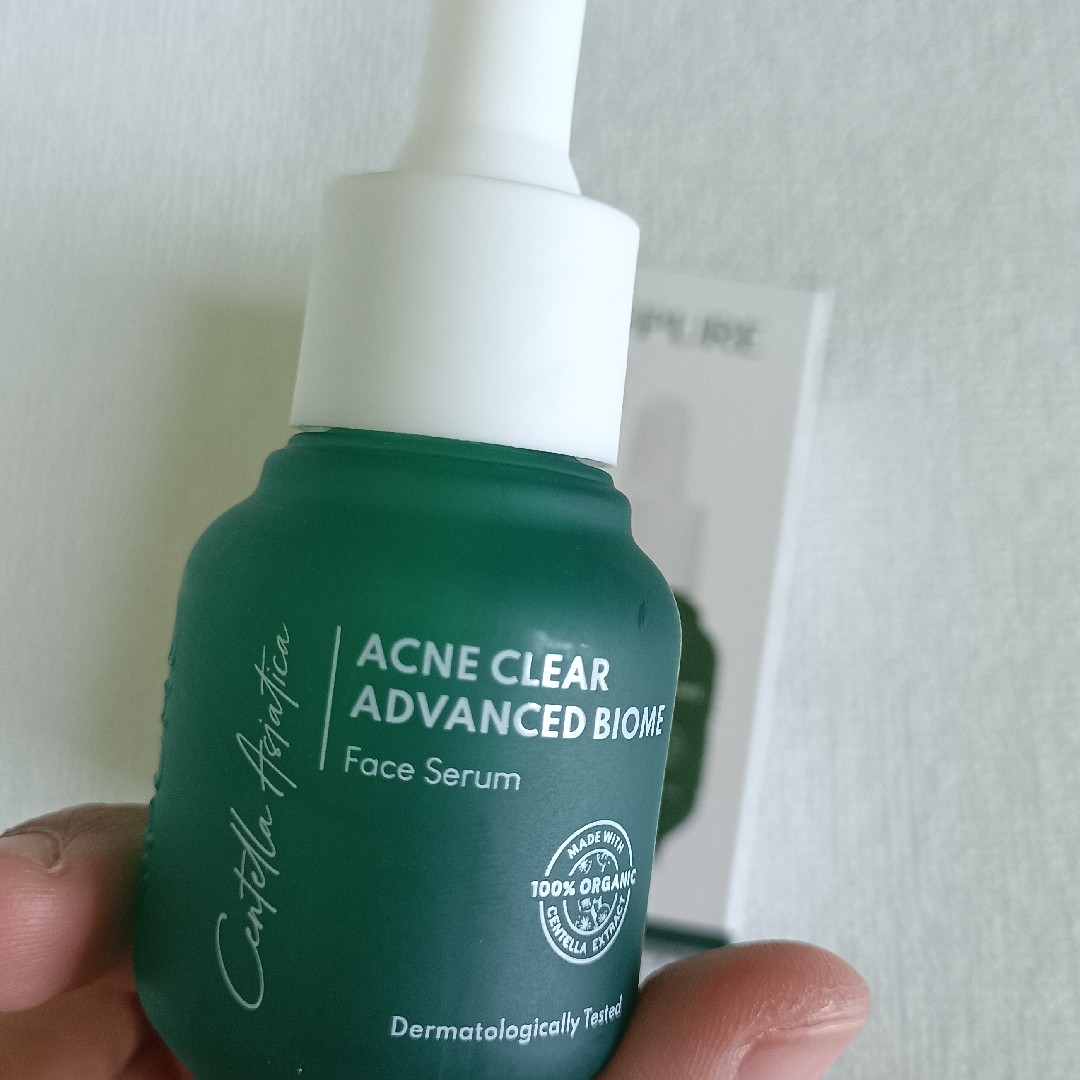 Centella Asiatica
ACNE CLEAR
ADVANCED BIOME
Face Serum
MADE WITH
100% ORGANIC
CENTELLA EXTRACT
Dermatologically Tested